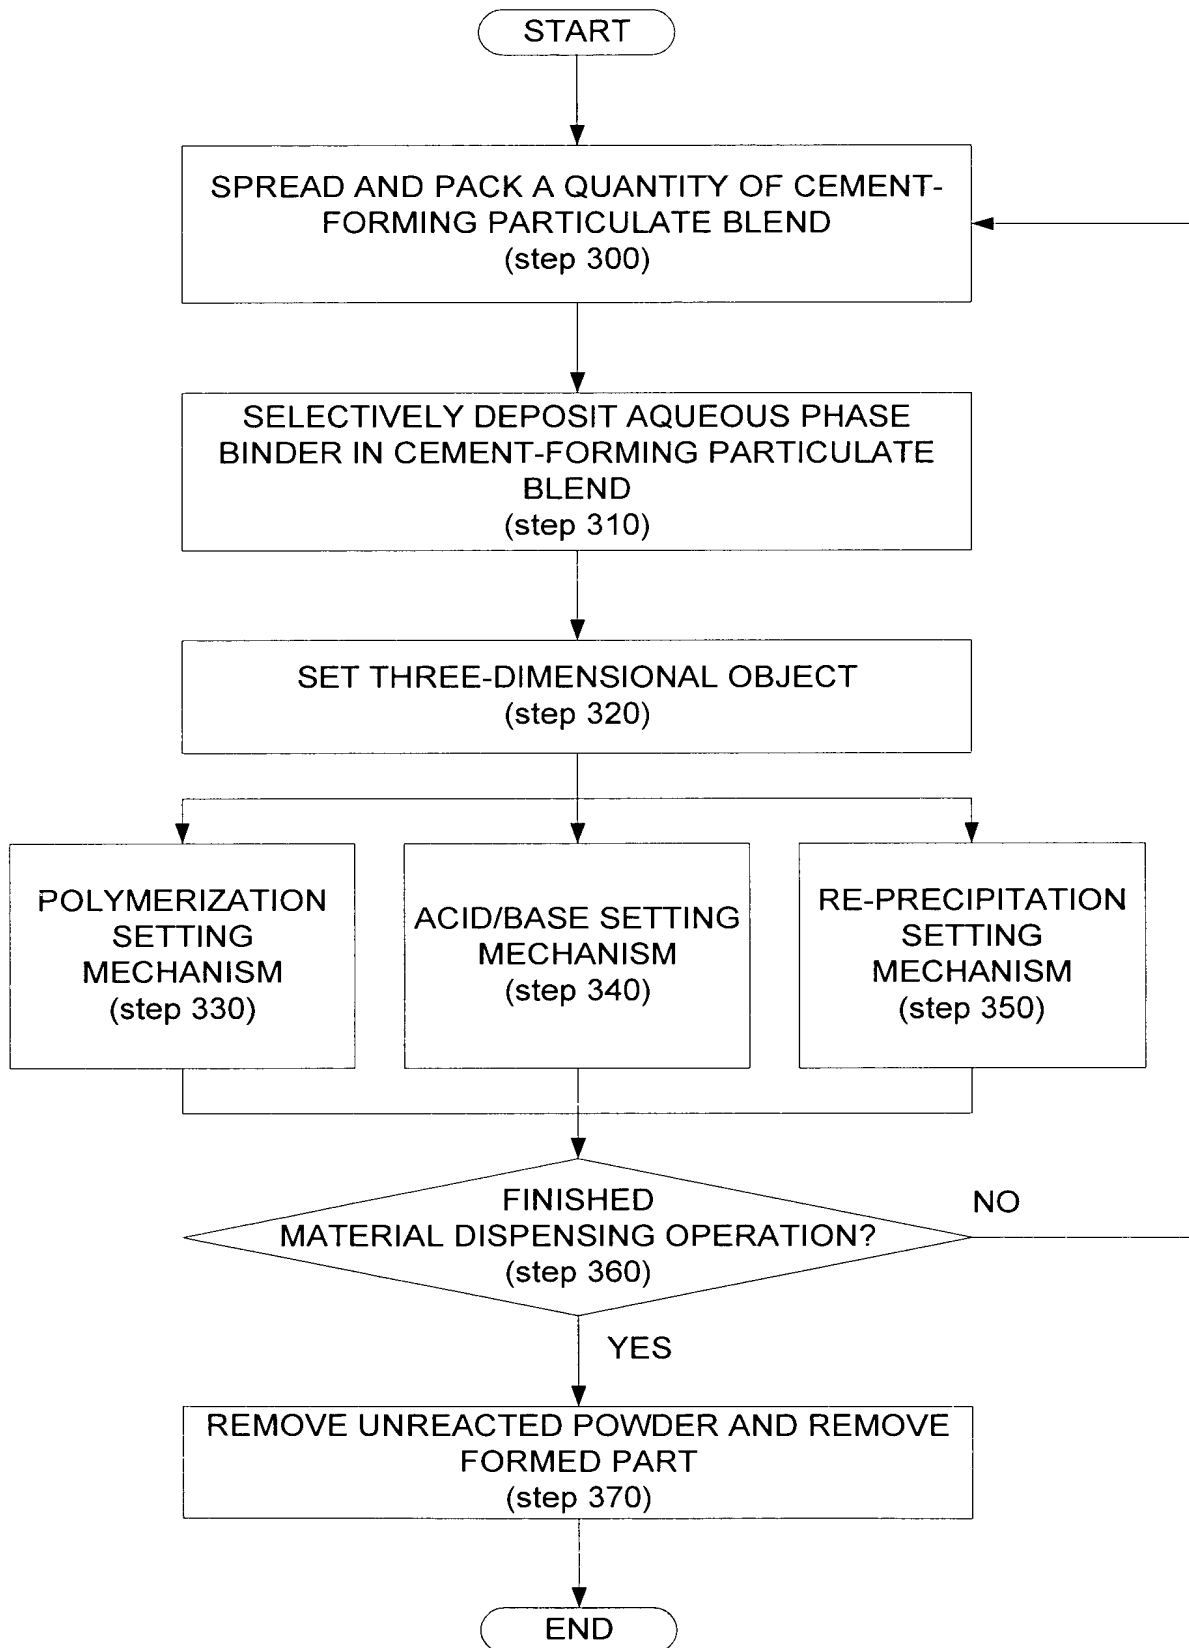 START
SPREAD AND PACK A QUANTITY OF CEMENT-
FORMING PARTICULATE BLEND
(step 300)
SELECTIVELY DEPOSIT AQUEOUS PHASE
BINDER IN CEMENT-FORMING PARTICULATE
BLEND
(step 310)
SET THREE-DIMENSIONAL OBJECT
(step 320)
POLYMERIZATION
SETTING
MECHANISM
(step 330)
ACID/BASE SETTING
MECHANISM
(step 340)
RE-PRECIPITATION
SETTING
MECHANISM
(step 350)
FINISHED
MATERIAL DISPENSING OPERATION?
(step 360)
NO
YES
REMOVE UNREACTED POWDER AND REMOVE
FORMED PART
(step 370)
END